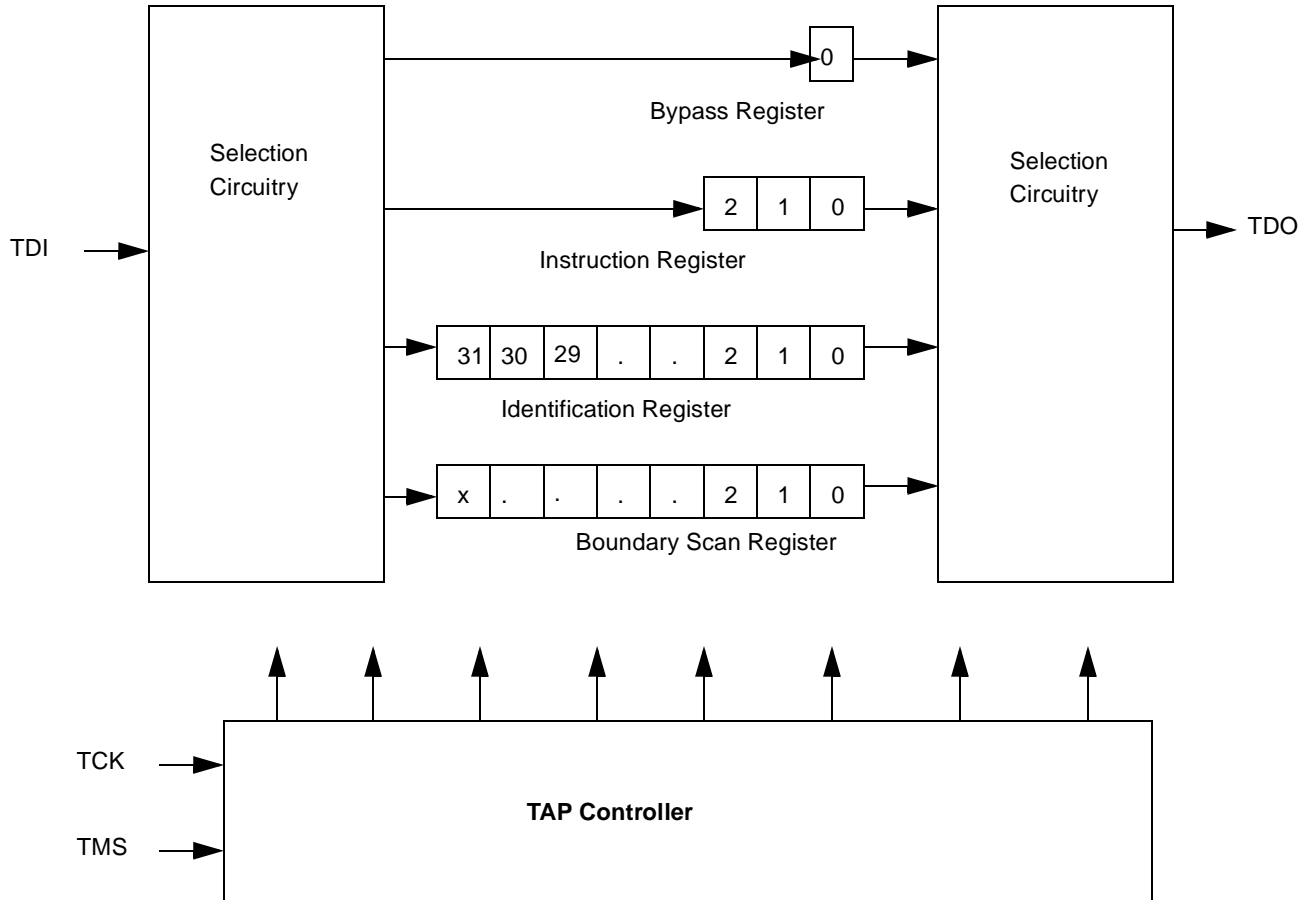 0
Bypass Register
Selection
Circuitry
Selection
Circuitry
2 1 0
Instruction Register
TDI
TDO
31 30 29 . . 2 1 0
Identification Register
x . . . . 2 1 0
Boundary Scan Register
TCK
TAP Controller
TMS